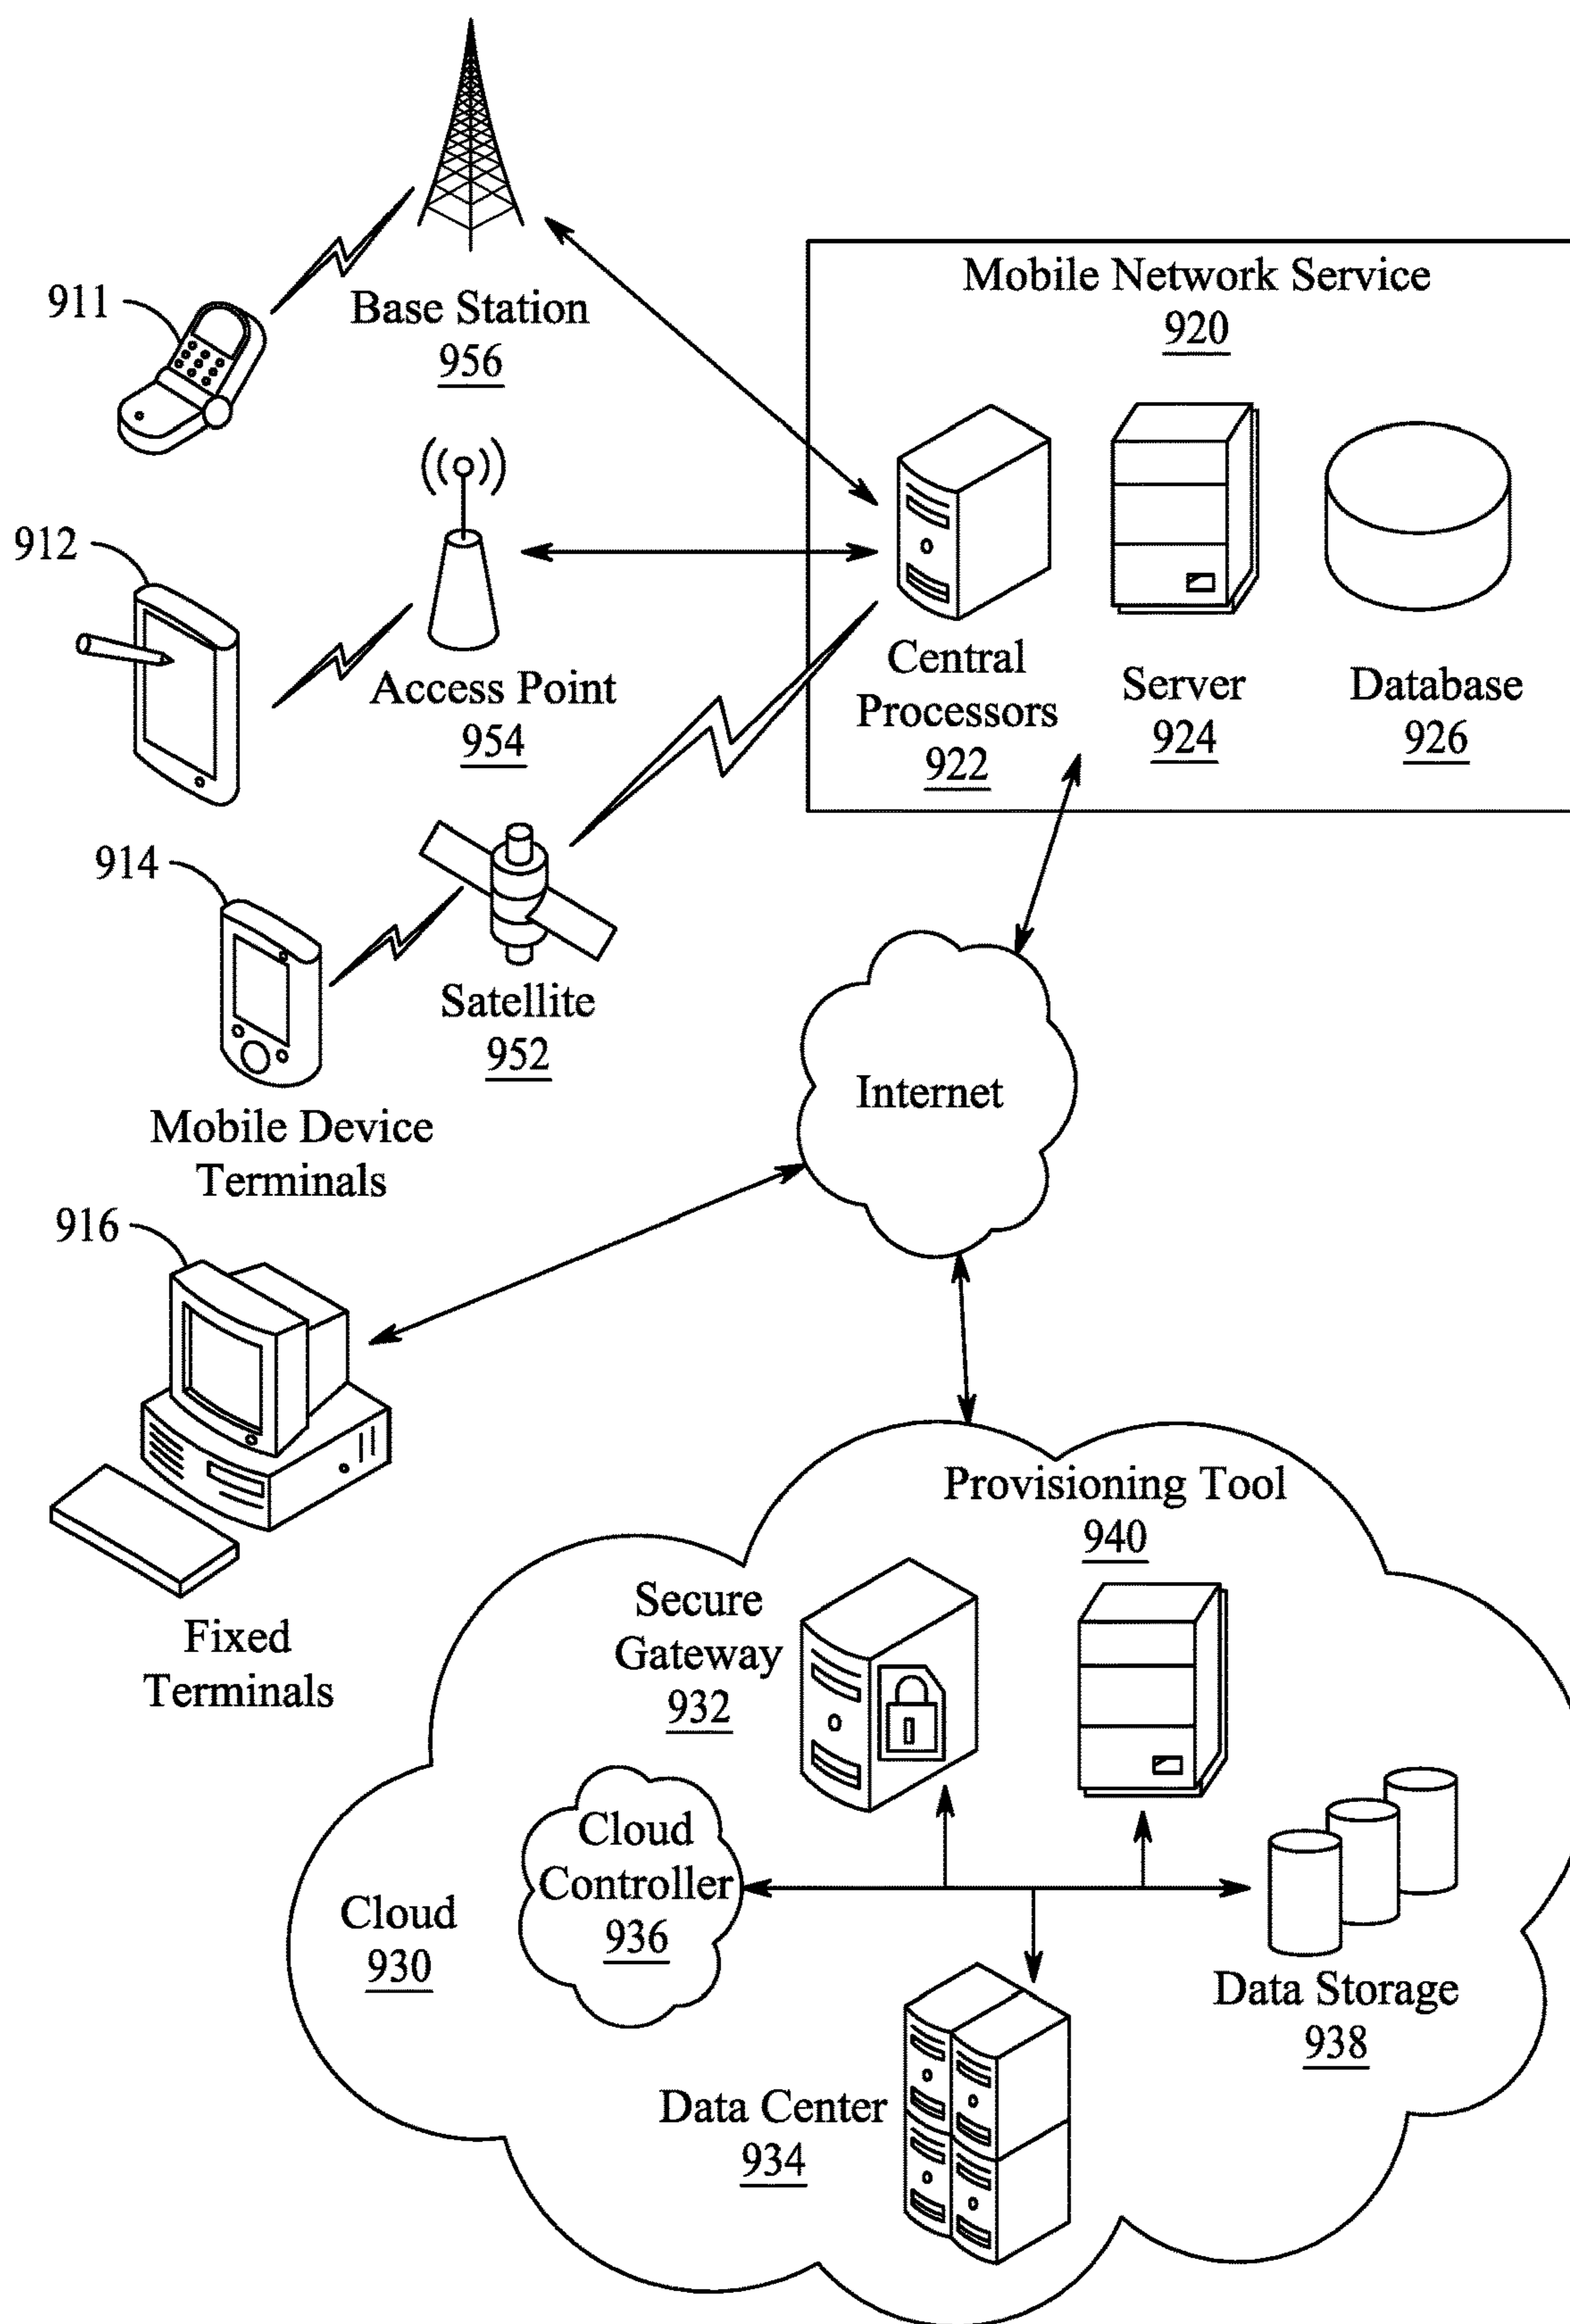 911
Base Station
956
Mobile Network Service
920
912
Access Point
954
Central
Processors
922
Server
924
Database
926
914
Satellite
952
Mobile Device
Terminals
Internet
916
Fixed
Terminals
Provisioning Tool
940
Secure
Gateway
932
Cloud
Controller
936
Cloud
930
Data Storage
938
Data Center
934